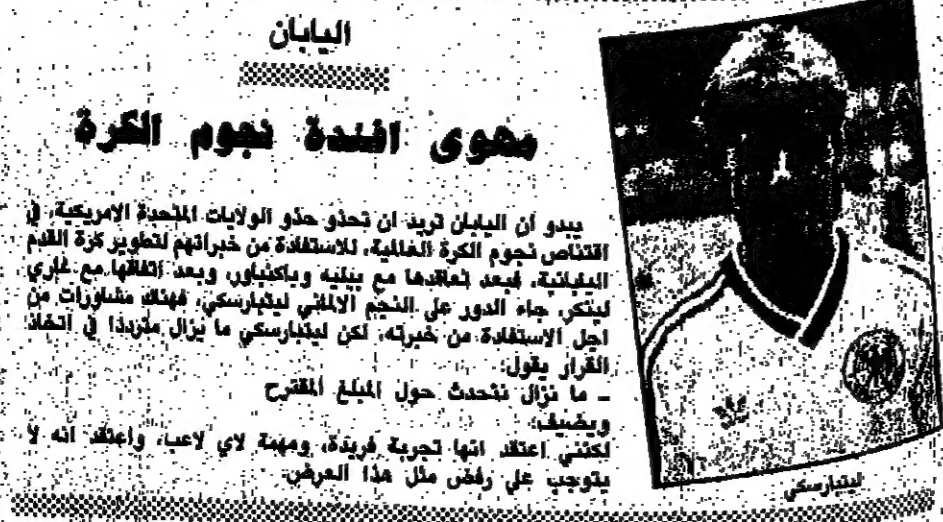 اليابان
مهوى افئدة نجوم الكرة
يبدو أن اليابان تريد ان تحذو حذو الولايات المتحدة الامريكية، في
اقتناص نجوم الكرة العالمية، للاستفادة من خبراتهم لتطوير كرة القدم
اليابانية، فبعد تعاقدها مع بيليه وباكنباور، وبعد اتفاقها مع غاري
لينكر، جاء الدور على النجم الالمني ليتبارسكي، فهناك مشاورات من
اجل الاستفادة من خبرته، لكن ليتبارسكي ما يزال مترددا في اتخاذ
القرار يقول:
– ما نزال نتحدث حول المبلغ المقترح
ويضيف:
لكنني اعتقد انها تجربة فريدة، ومهمة لاي لاعب، واعتقد انه لا
يتوجب علي رفض مثل هذا العرض.
ليتبارسكي